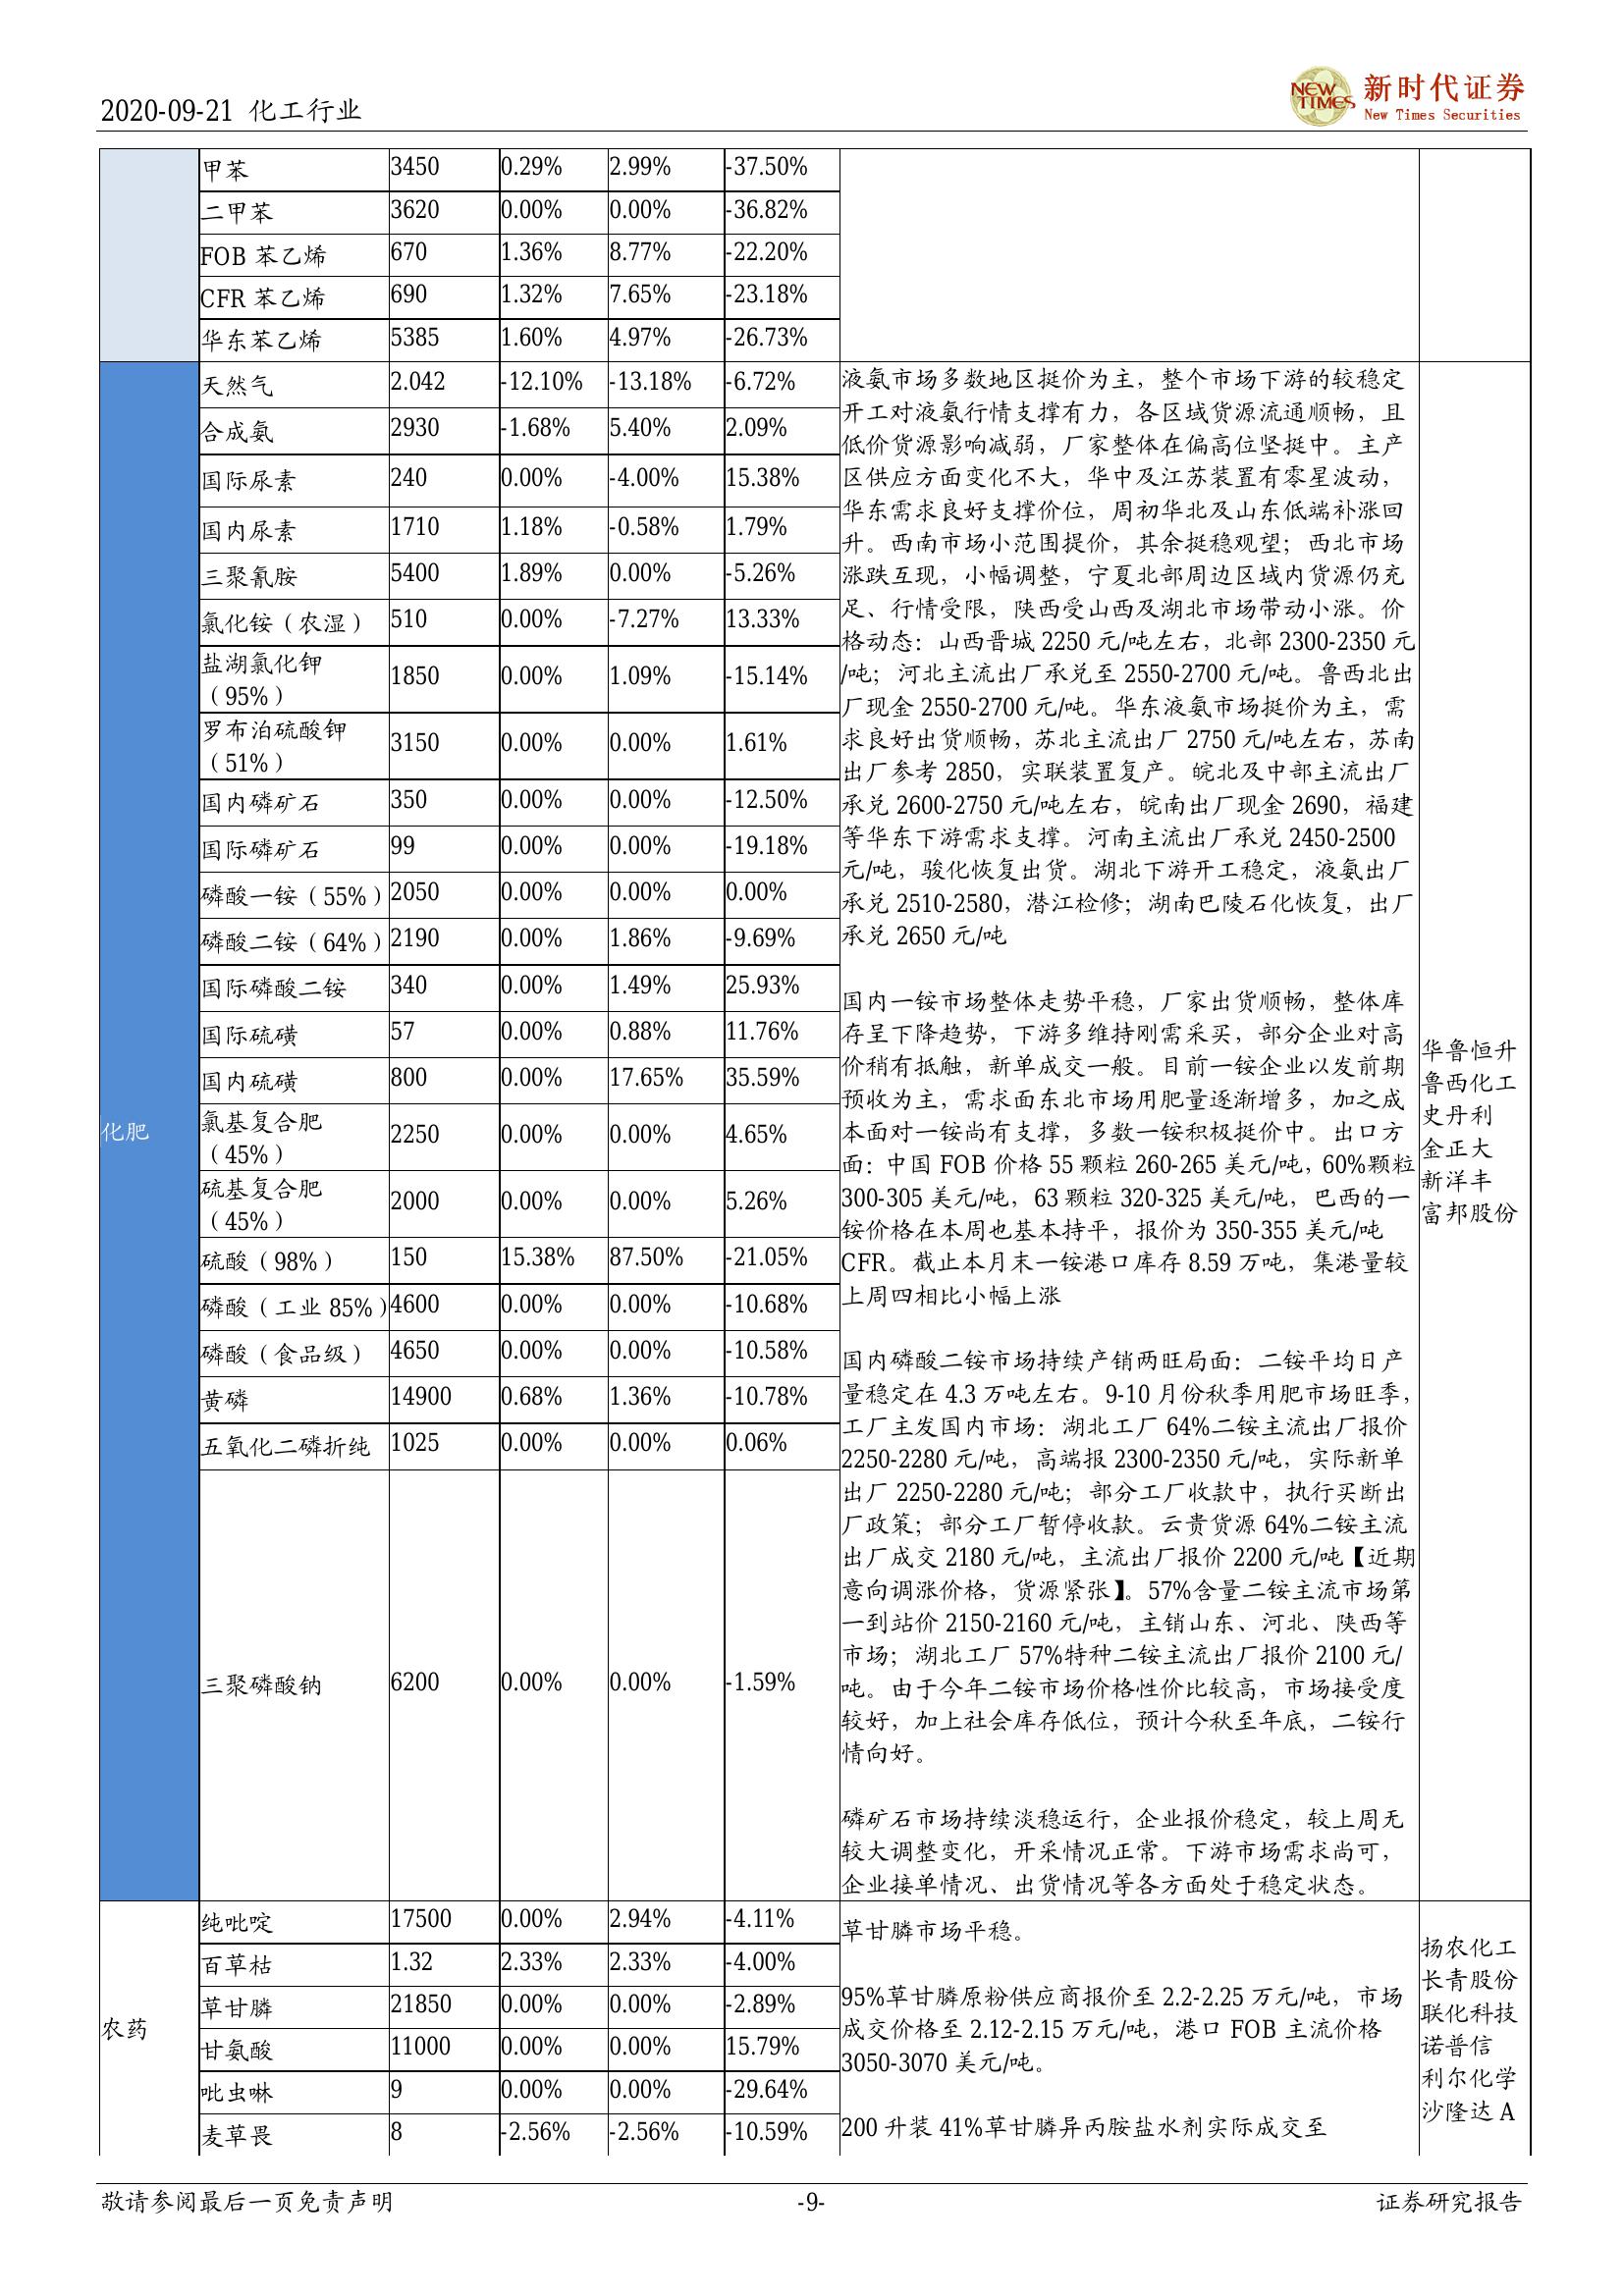 2020-09-21 化工行业
NEW TIMES 新时代证券
New Times Securities
甲苯 3450 0.29% 2.99% -37.50%
二甲苯 3620 0.00% 0.00% -36.82%
FOB 苯乙烯 670 1.36% 8.77% -22.20%
CFR 苯乙烯 690 1.32% 7.65% -23.18%
华东苯乙烯 5385 1.60% 4.97% -26.73%
化肥
天然气 2.042 -12.10% -13.18% -6.72%
合成氨 2930 -1.68% 5.40% 2.09%
国际尿素 240 0.00% -4.00% 15.38%
国内尿素 1710 1.18% -0.58% 1.79%
三聚氰胺 5400 1.89% 0.00% -5.26%
氯化铵（农湿） 510 0.00% -7.27% 13.33%
盐湖氯化钾
（95%） 1850 0.00% 1.09% -15.14%
罗布泊硫酸钾
（51%） 3150 0.00% 0.00% 1.61%
国内磷矿石 350 0.00% 0.00% -12.50%
国际磷矿石 99 0.00% 0.00% -19.18%
磷酸一铵（55%） 2050 0.00% 0.00% 0.00%
磷酸二铵（64%） 2190 0.00% 1.86% -9.69%
国际磷酸二铵 340 0.00% 1.49% 25.93%
国际硫磺 57 0.00% 0.88% 11.76%
国内硫磺 800 0.00% 17.65% 35.59%
氯基复合肥
（45%） 2250 0.00% 0.00% 4.65%
硫基复合肥
（45%） 2000 0.00% 0.00% 5.26%
硫酸（98%） 150 15.38% 87.50% -21.05%
磷酸（工业 85%） 4600 0.00% 0.00% -10.68%
磷酸（食品级） 4650 0.00% 0.00% -10.58%
黄磷 14900 0.68% 1.36% -10.78%
五氧化二磷折纯 1025 0.00% 0.00% 0.06%
三聚磷酸钠 6200 0.00% 0.00% -1.59%
液氨市场多数地区挺价为主，整个市场下游的较稳定
开工对液氨行情支撑有力，各区域货源流通顺畅，且
低价货源影响减弱，厂家整体在偏高位坚挺中。主产
区供应方面变化不大，华中及江苏装置有零星波动，
华东需求良好支撑价位，周初华北及山东低端补涨回
升。西南市场小范围提价，其余挺稳观望；西北市场
涨跌互现，小幅调整，宁夏北部周边区域内货源仍充
足、行情受限，陕西受山西及湖北市场带动小涨。价
格动态：山西晋城 2250 元/吨左右，北部 2300-2350 元
/吨；河北主流出厂承兑至 2550-2700 元/吨。鲁西北出
厂现金 2550-2700 元/吨。华东液氨市场挺价为主，需
求良好出货顺畅，苏北主流出厂 2750 元/吨左右，苏南
出厂参考 2850，实联装置复产。皖北及中部主流出厂
承兑 2600-2750 元/吨左右，皖南出厂现金 2690，福建
等华东下游需求支撑。河南主流出厂承兑 2450-2500
元/吨，骏化恢复出货。湖北下游开工稳定，液氨出厂
承兑 2510-2580，潜江检修；湖南巴陵石化恢复，出厂
承兑 2650 元/吨
国内一铵市场整体走势平稳，厂家出货顺畅，整体库
存呈下降趋势，下游多维持刚需采买，部分企业对高
价稍有抵触，新单成交一般。目前一铵企业以发前期
预收为主，需求面东北市场用肥量逐渐增多，加之成
本面对一铵尚有支撑，多数一铵积极挺价中。出口方
面：中国 FOB 价格 55 颗粒 260-265 美元/吨，60%颗粒
300-305 美元/吨，63 颗粒 320-325 美元/吨，巴西的一
铵价格在本周也基本持平，报价为 350-355 美元/吨
CFR。截止本月末一铵港口库存 8.59 万吨，集港量较
上周四相比小幅上涨
国内磷酸二铵市场持续产销两旺局面：二铵平均日产
量稳定在 4.3 万吨左右。9-10 月份秋季用肥市场旺季，
工厂主发国内市场：湖北工厂 64%二铵主流出厂报价
2250-2280 元/吨，高端报 2300-2350 元/吨，实际新单
出厂 2250-2280 元/吨；部分工厂收款中，执行买断出
厂政策；部分工厂暂停收款。云贵货源 64%二铵主流
出厂成交 2180 元/吨，主流出厂报价 2200 元/吨【近期
意向调涨价格，货源紧张】。57%含量二铵主流市场第
一到站价 2150-2160 元/吨，主销山东、河北、陕西等
市场；湖北工厂 57%特种二铵主流出厂报价 2100 元/
吨。由于今年二铵市场价格性价比较高，市场接受度
较好，加上社会库存低位，预计今秋至年底，二铵行
情向好。
磷矿石市场持续淡稳运行，企业报价稳定，较上周无
较大调整变化，开采情况正常。下游市场需求尚可，
企业接单情况、出货情况等各方面处于稳定状态。
华鲁恒升
鲁西化工
史丹利
金正大
新洋丰
富邦股份
农药
纯吡啶 17500 0.00% 2.94% -4.11%
百草枯 1.32 2.33% 2.33% -4.00%
草甘膦 21850 0.00% 0.00% -2.89%
甘氨酸 11000 0.00% 0.00% 15.79%
吡虫啉 9 0.00% 0.00% -29.64%
麦草畏 8 -2.56% -2.56% -10.59%
草甘膦市场平稳。
95%草甘膦原粉供应商报价至 2.2-2.25 万元/吨，市场
成交价格至 2.12-2.15 万元/吨，港口 FOB 主流价格
3050-3070 美元/吨。
200 升装 41%草甘膦异丙胺盐水剂实际成交至
扬农化工
长青股份
联化科技
诺普信
利尔化学
沙隆达 A
敬请参阅最后一页免责声明 -9- 证券研究报告